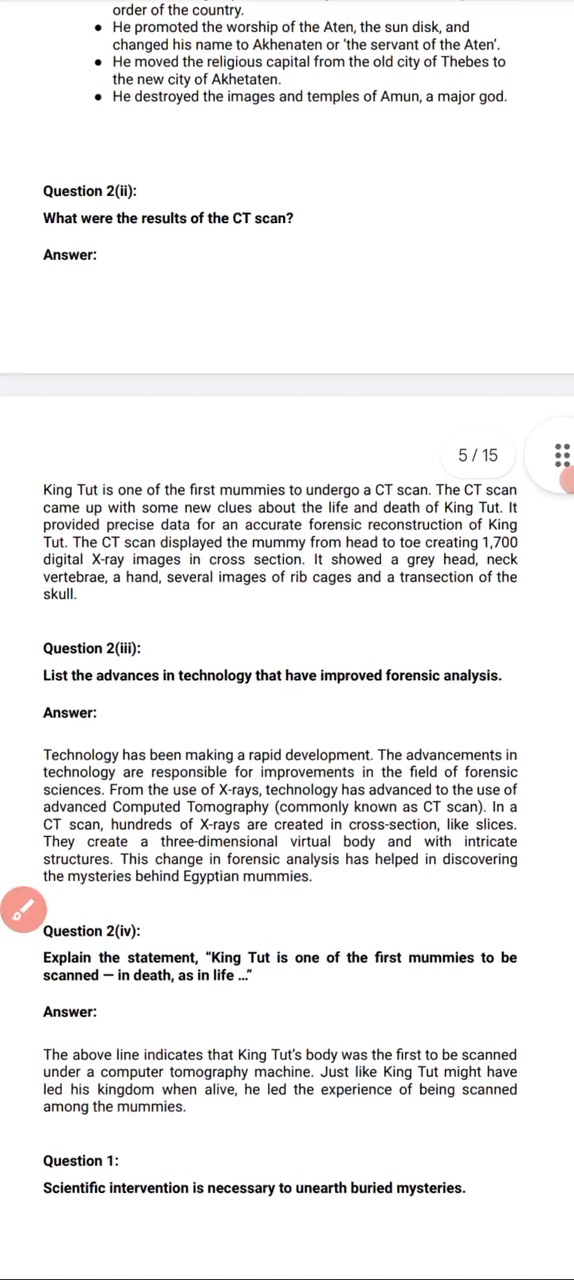 order of the country.
● He promoted the worship of the Aten, the sun disk, and
changed his name to Akhenaten or ‘the servant of the Aten’.
● He moved the religious capital from the old city of Thebes to
the new city of Akhetaten.
● He destroyed the images and temples of Amun, a major god.
Question 2(ii):
What were the results of the CT scan?
Answer:
5 / 15
King Tut is one of the first mummies to undergo a CT scan. The CT scan
came up with some new clues about the life and death of King Tut. It
provided precise data for an accurate forensic reconstruction of King
Tut. The CT scan displayed the mummy from head to toe creating 1,700
digital X-ray images in cross section. It showed a grey head, neck
vertebrae, a hand, several images of rib cages and a transection of the
skull.
Question 2(iii):
List the advances in technology that have improved forensic analysis.
Answer:
Technology has been making a rapid development. The advancements in
technology are responsible for improvements in the field of forensic
sciences. From the use of X-rays, technology has advanced to the use of
advanced Computed Tomography (commonly known as CT scan). In a
CT scan, hundreds of X-rays are created in cross-section, like slices.
They create a three-dimensional virtual body and with intricate
structures. This change in forensic analysis has helped in discovering
the mysteries behind Egyptian mummies.
Question 2(iv):
Explain the statement, “King Tut is one of the first mummies to be
scanned — in death, as in life ...”
Answer:
The above line indicates that King Tut’s body was the first to be scanned
under a computer tomography machine. Just like King Tut might have
led his kingdom when alive, he led the experience of being scanned
among the mummies.
Question 1:
Scientific intervention is necessary to unearth buried mysteries.